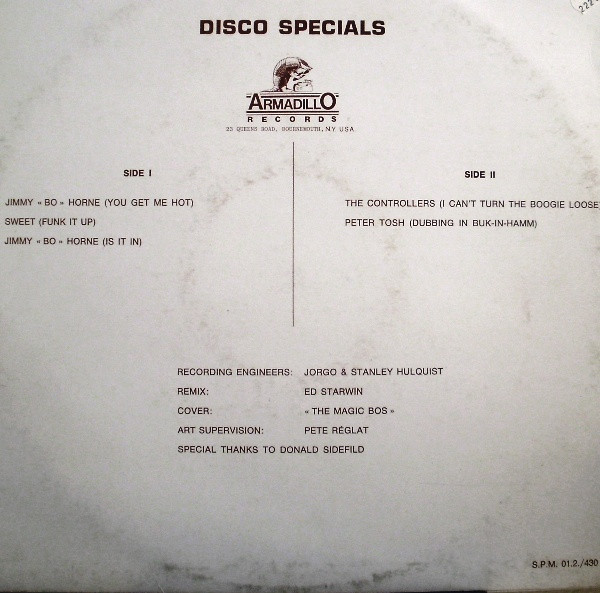 DISCO SPECIALS
ARMADILLO
RECORDS
23 QUEENS ROAD, BOURNEMOUTH, NY USA
SIDE I
JIMMY « BO » HORNE (YOU GET ME HOT)
SWEET (FUNK IT UP)
JIMMY « BO » HORNE (IS IT IN)
SIDE II
THE CONTROLLERS (I CAN'T TURN THE BOOGIE LOOSE)
PETER TOSH (DUBBING IN BUK-IN-HAMM)
RECORDING ENGINEERS: JORGO & STANLEY HULQUIST
REMIX: ED STARWIN
COVER: « THE MAGIC BOS »
ART SUPERVISION: PETE RÉGLAT
SPECIAL THANKS TO DONALD SIDEFILD
S.P.M. 01.2./430